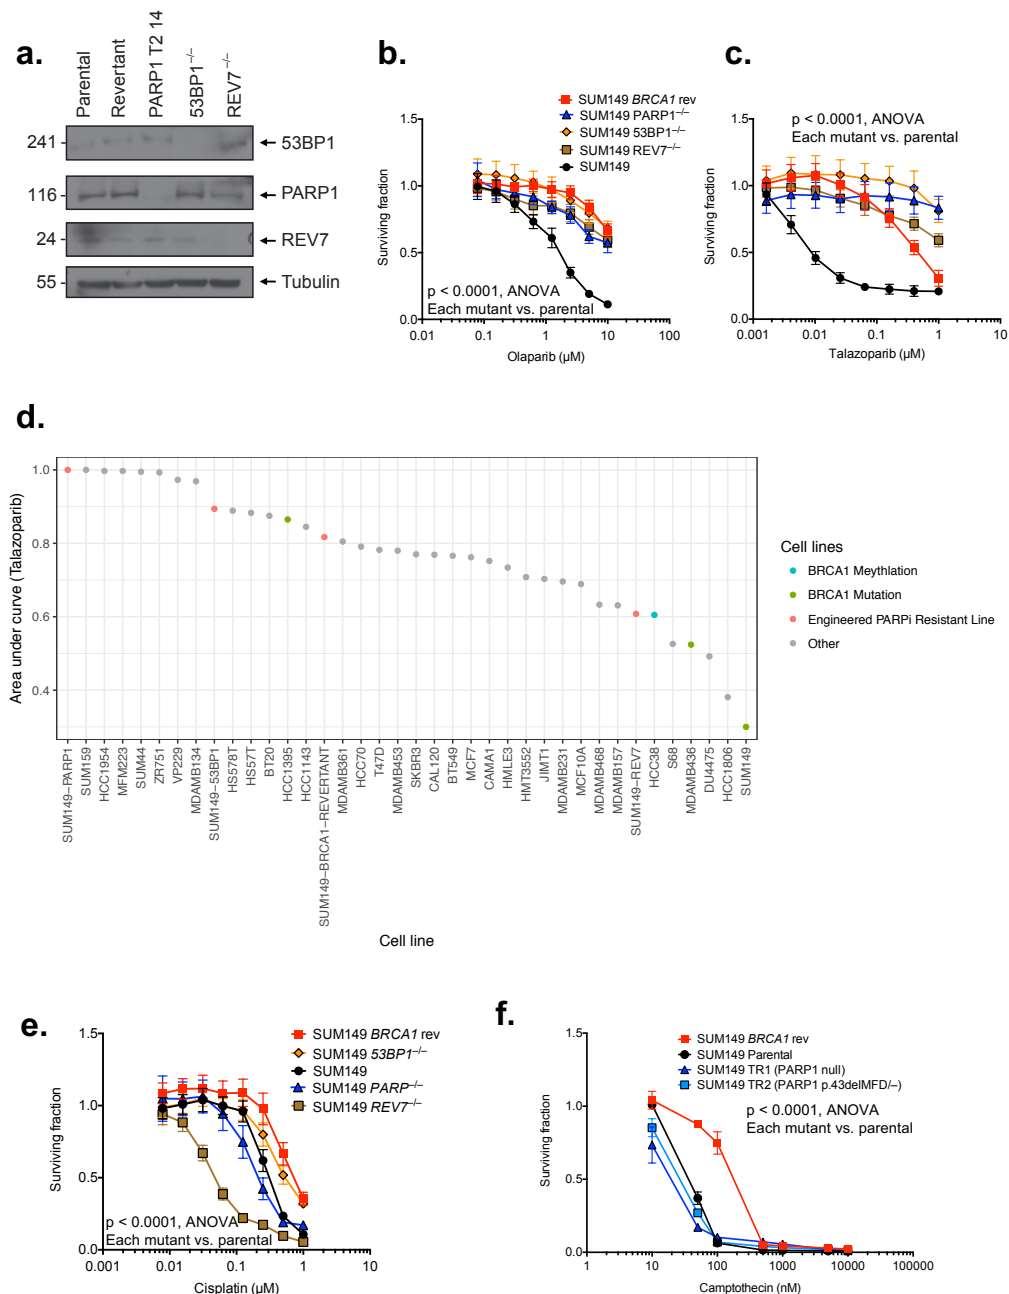 a.
Parental
Revertant
PARP1 T2 14
53BP1–/–
REV7–/–
241
53BP1
116
PARP1
24
REV7
55
Tubulin
b.
SUM149 BRCA1 rev
SUM149 PARP1–/–
SUM149 53BP1–/–
SUM149 REV7–/–
SUM149
1.5
1.0
0.5
0.0
Surviving fraction
p < 0.0001, ANOVA
Each mutant vs. parental
0.01
0.1
1
10
100
Olaparib (µM)
c.
p < 0.0001, ANOVA
Each mutant vs. parental
1.5
1.0
0.5
0.0
Surviving fraction
0.001
0.01
0.1
1
10
Talazoparib (µM)
d.
Area under curve (Talazoparib)
1.0
0.8
0.6
0.4
SUM149−PARP1
SUM159
HCC1954
MFM223
SUM44
ZR751
VP229
MDAMB134
SUM149−53BP1
HS578T
HS57T
BT20
HCC1395
HCC1143
SUM149−BRCA1−REVERTANT
MDAMB361
HCC70
T47D
MDAMB453
SKBR3
CAL120
BT549
MCF7
CAMA1
HMLE3
HMT3552
JIMT1
MDAMB231
MCF10A
MDAMB468
MDAMB157
SUM149−REV7
HCC38
S68
MDAMB436
DU4475
HCC1806
SUM149
Cell line
Cell lines
BRCA1 Meythlation
BRCA1 Mutation
Engineered PARPi Resistant Line
Other
e.
SUM149 BRCA1 rev
SUM149 53BP1–/–
SUM149
SUM149 PARP–/–
SUM149 REV7–/–
1.5
1.0
0.5
0.0
Surviving fraction
p < 0.0001, ANOVA
Each mutant vs. parental
0.001
0.01
0.1
1
10
Cisplatin (µM)
f.
SUM149 BRCA1 rev
SUM149 Parental
SUM149 TR1 (PARP1 null)
SUM149 TR2 (PARP1 p.43delMFD/–)
p < 0.0001, ANOVA
Each mutant vs. parental
1.5
1.0
0.5
0.0
Surviving fraction
1
10
100
1000
10000
100000
Camptothecin (nM)